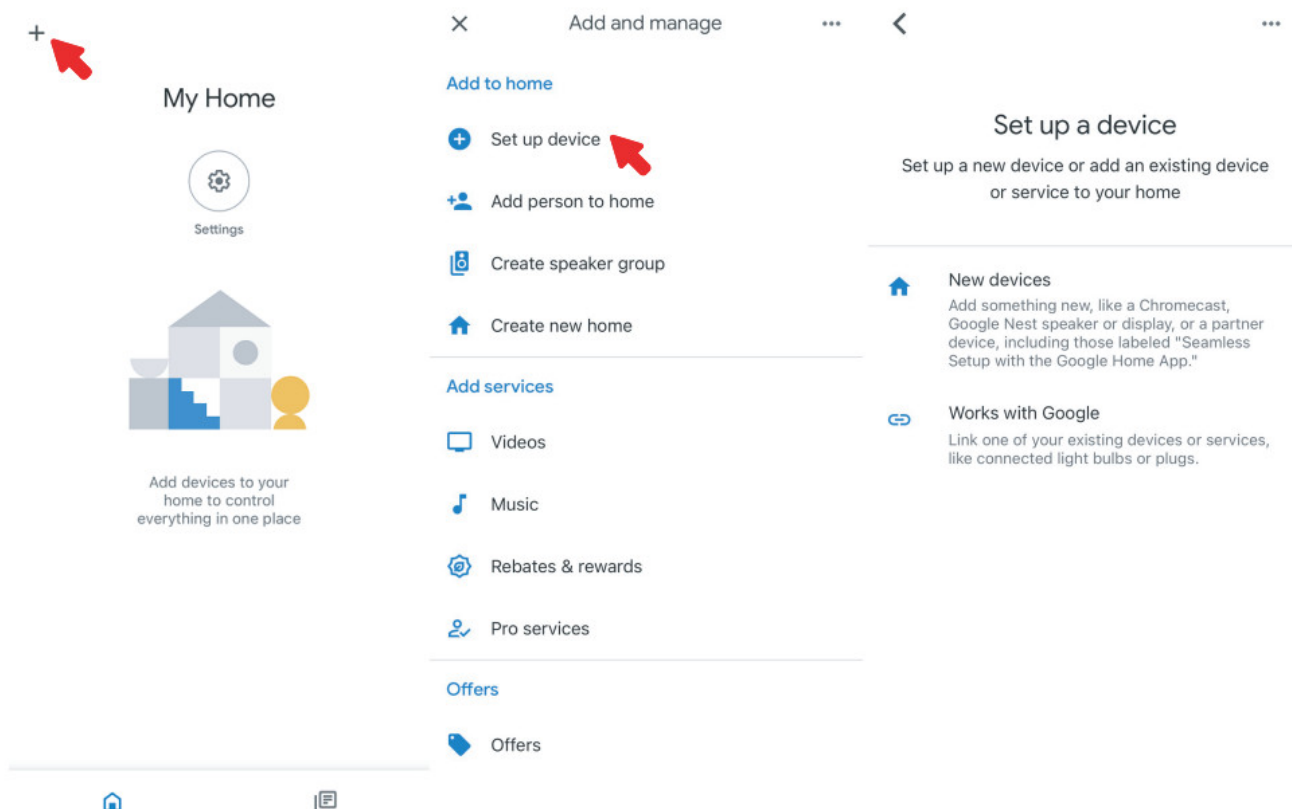 My Home
Settings
Add devices to your
home to control
everything in one place
Add and manage
Add to home
Set up device
Add person to home
Create speaker group
Create new home
Add services
Videos
Music
Rebates & rewards
Pro services
Offers
Offers
Set up a device
Set up a new device or add an existing device
or service to your home
New devices
Add something new, like a Chromecast,
Google Nest speaker or display, or a partner
device, including those labeled "Seamless
Setup with the Google Home App."
Works with Google
Link one of your existing devices or services,
like connected light bulbs or plugs.